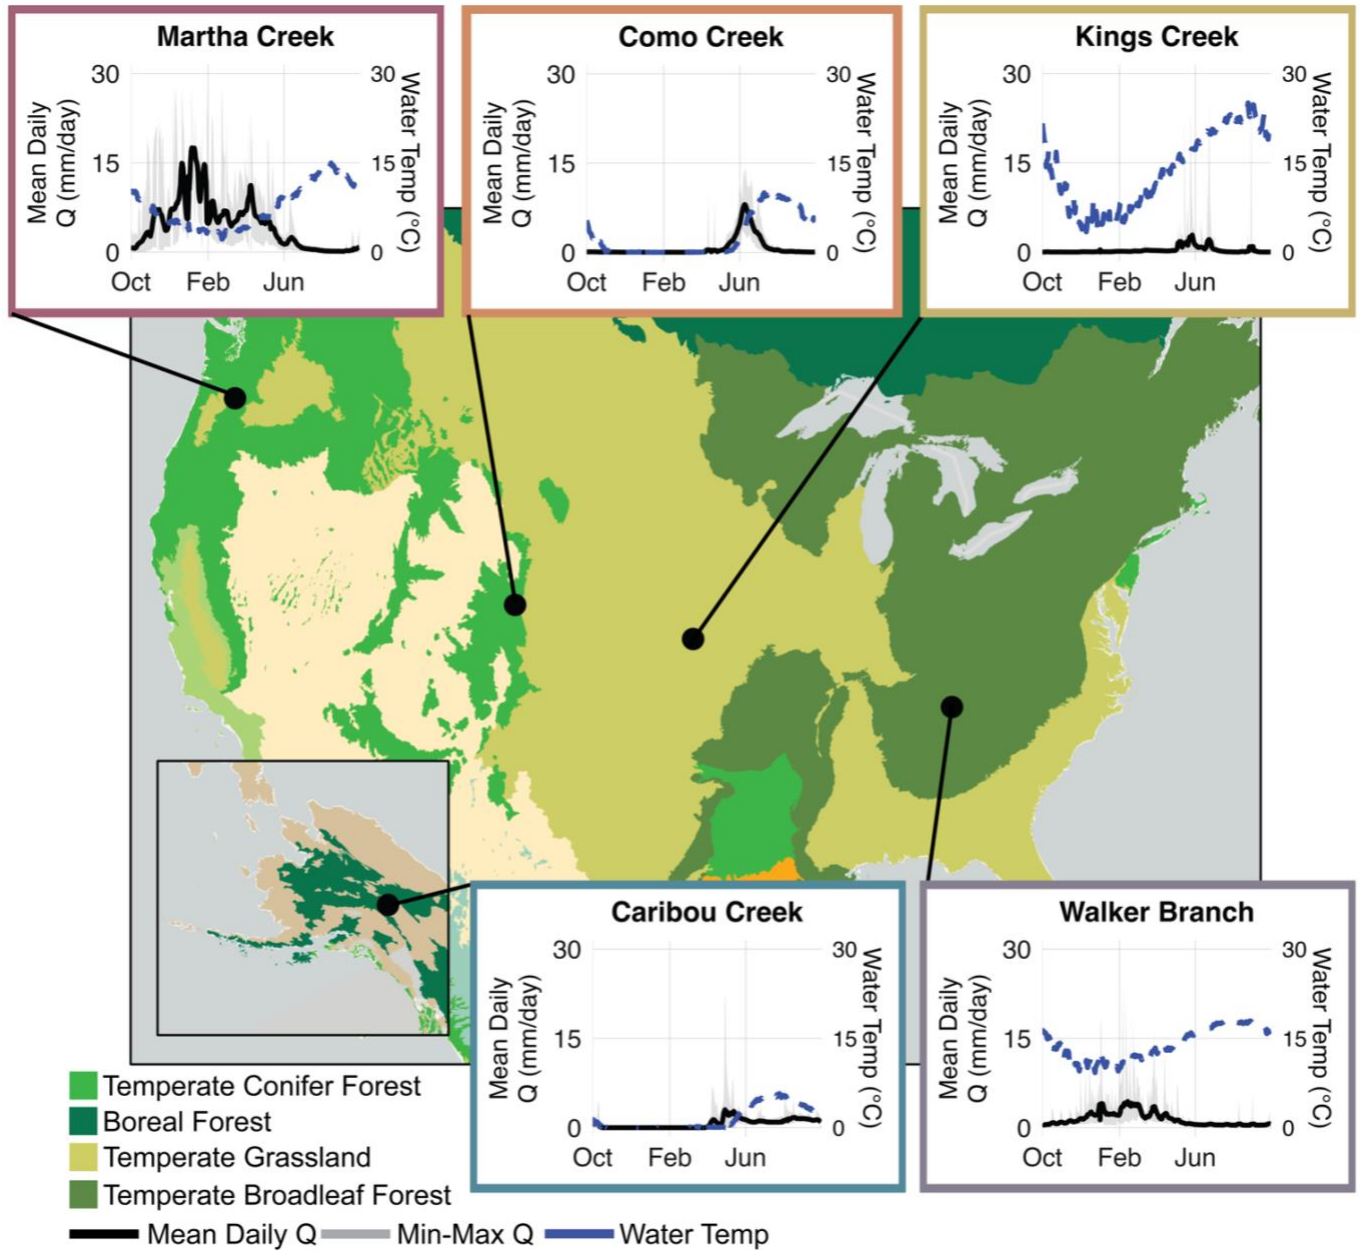 Martha Creek
30
15
0
Mean Daily
Q (mm/day)
30
15
0
Water Temp (°C)
Oct Feb Jun
Como Creek
30
15
0
Mean Daily
Q (mm/day)
30
15
0
Water Temp (°C)
Oct Feb Jun
Kings Creek
30
15
0
Mean Daily
Q (mm/day)
30
15
0
Water Temp (°C)
Oct Feb Jun
Caribou Creek
30
15
0
Mean Daily
Q (mm/day)
30
15
0
Water Temp (°C)
Oct Feb Jun
Walker Branch
30
15
0
Mean Daily
Q (mm/day)
30
15
0
Water Temp (°C)
Oct Feb Jun
Temperate Conifer Forest
Boreal Forest
Temperate Grassland
Temperate Broadleaf Forest
Mean Daily Q Min-Max Q Water Temp